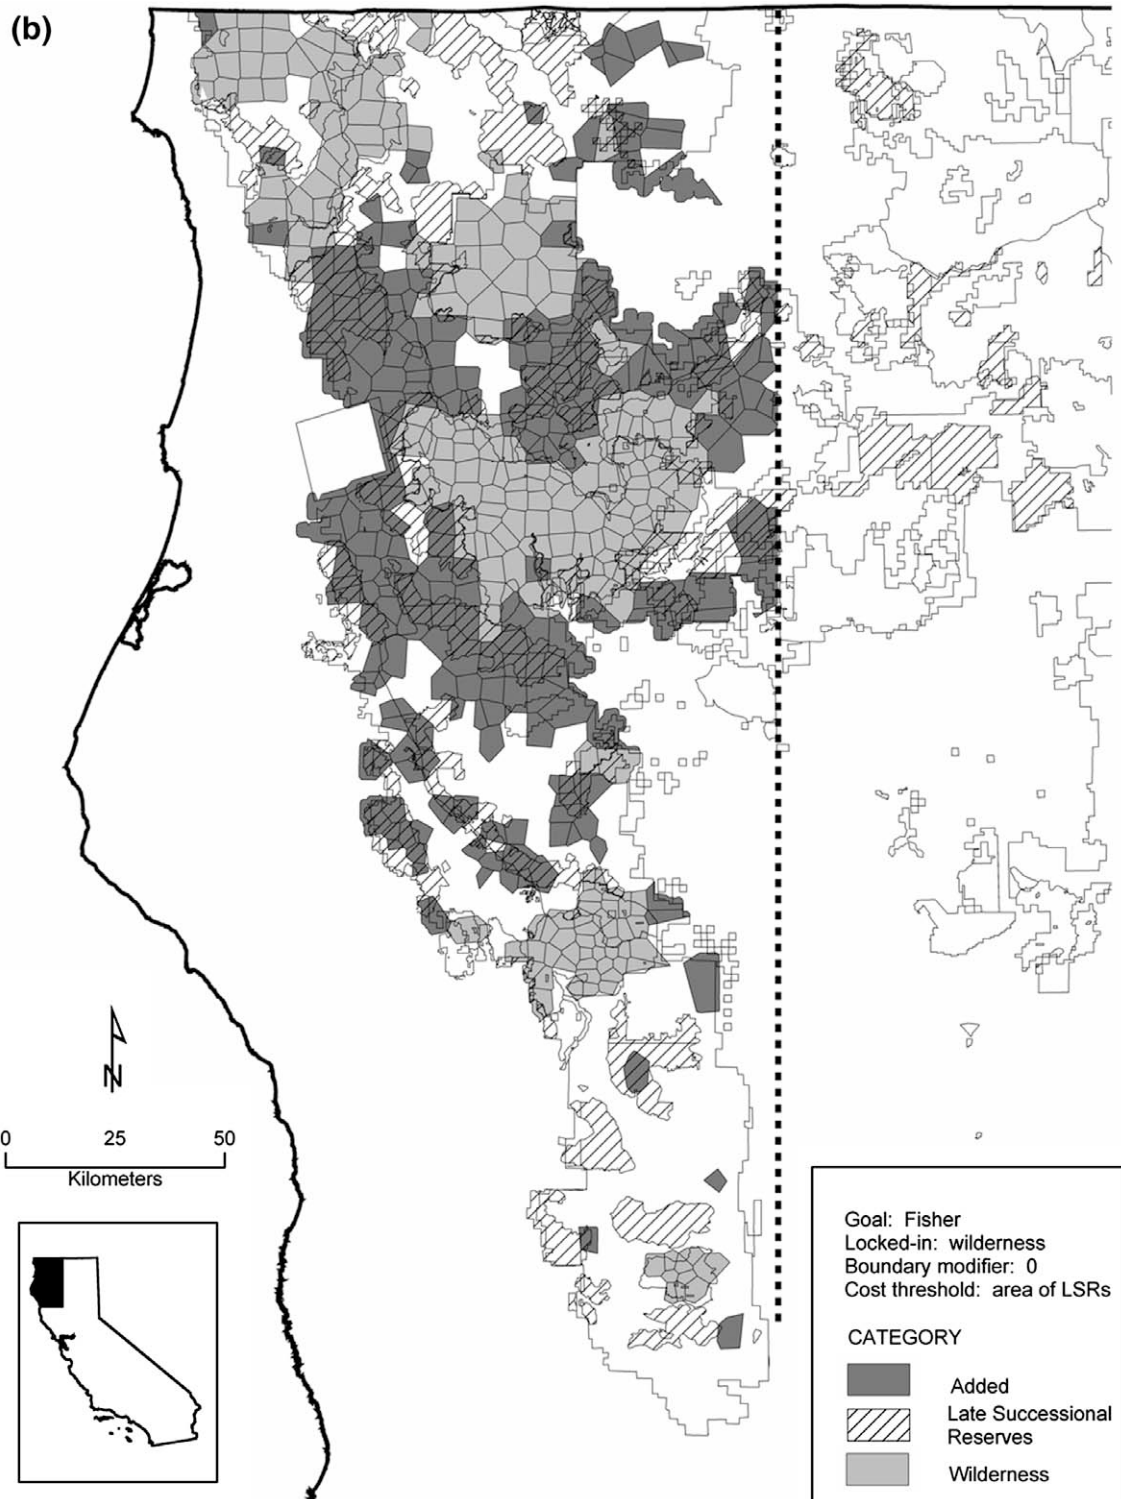 (b)
N
0 25 50
Kilometers
Goal: Fisher
Locked-in: wilderness
Boundary modifier: 0
Cost threshold: area of LSRs
CATEGORY
Added
Late Successional
Reserves
Wilderness